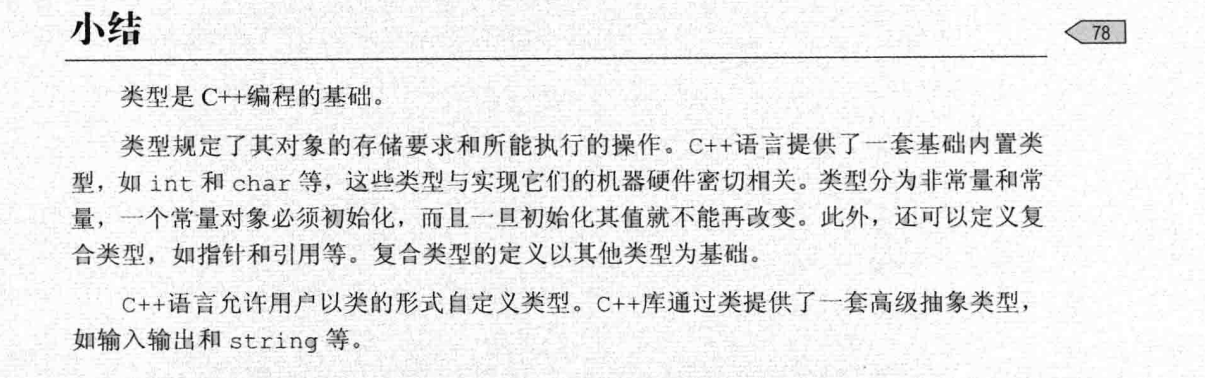 小结
78
类型是 C++编程的基础。
类型规定了其对象的存储要求和所能执行的操作。C++语言提供了一套基础内置类
型，如 int 和 char 等，这些类型与实现它们的机器硬件密切相关。类型分为非常量和常
量，一个常量对象必须初始化，而且一旦初始化其值就不能再改变。此外，还可以定义复
合类型，如指针和引用等。复合类型的定义以其他类型为基础。
C++语言允许用户以类的形式自定义类型。C++库通过类提供了一套高级抽象类型，
如输入输出和 string 等。